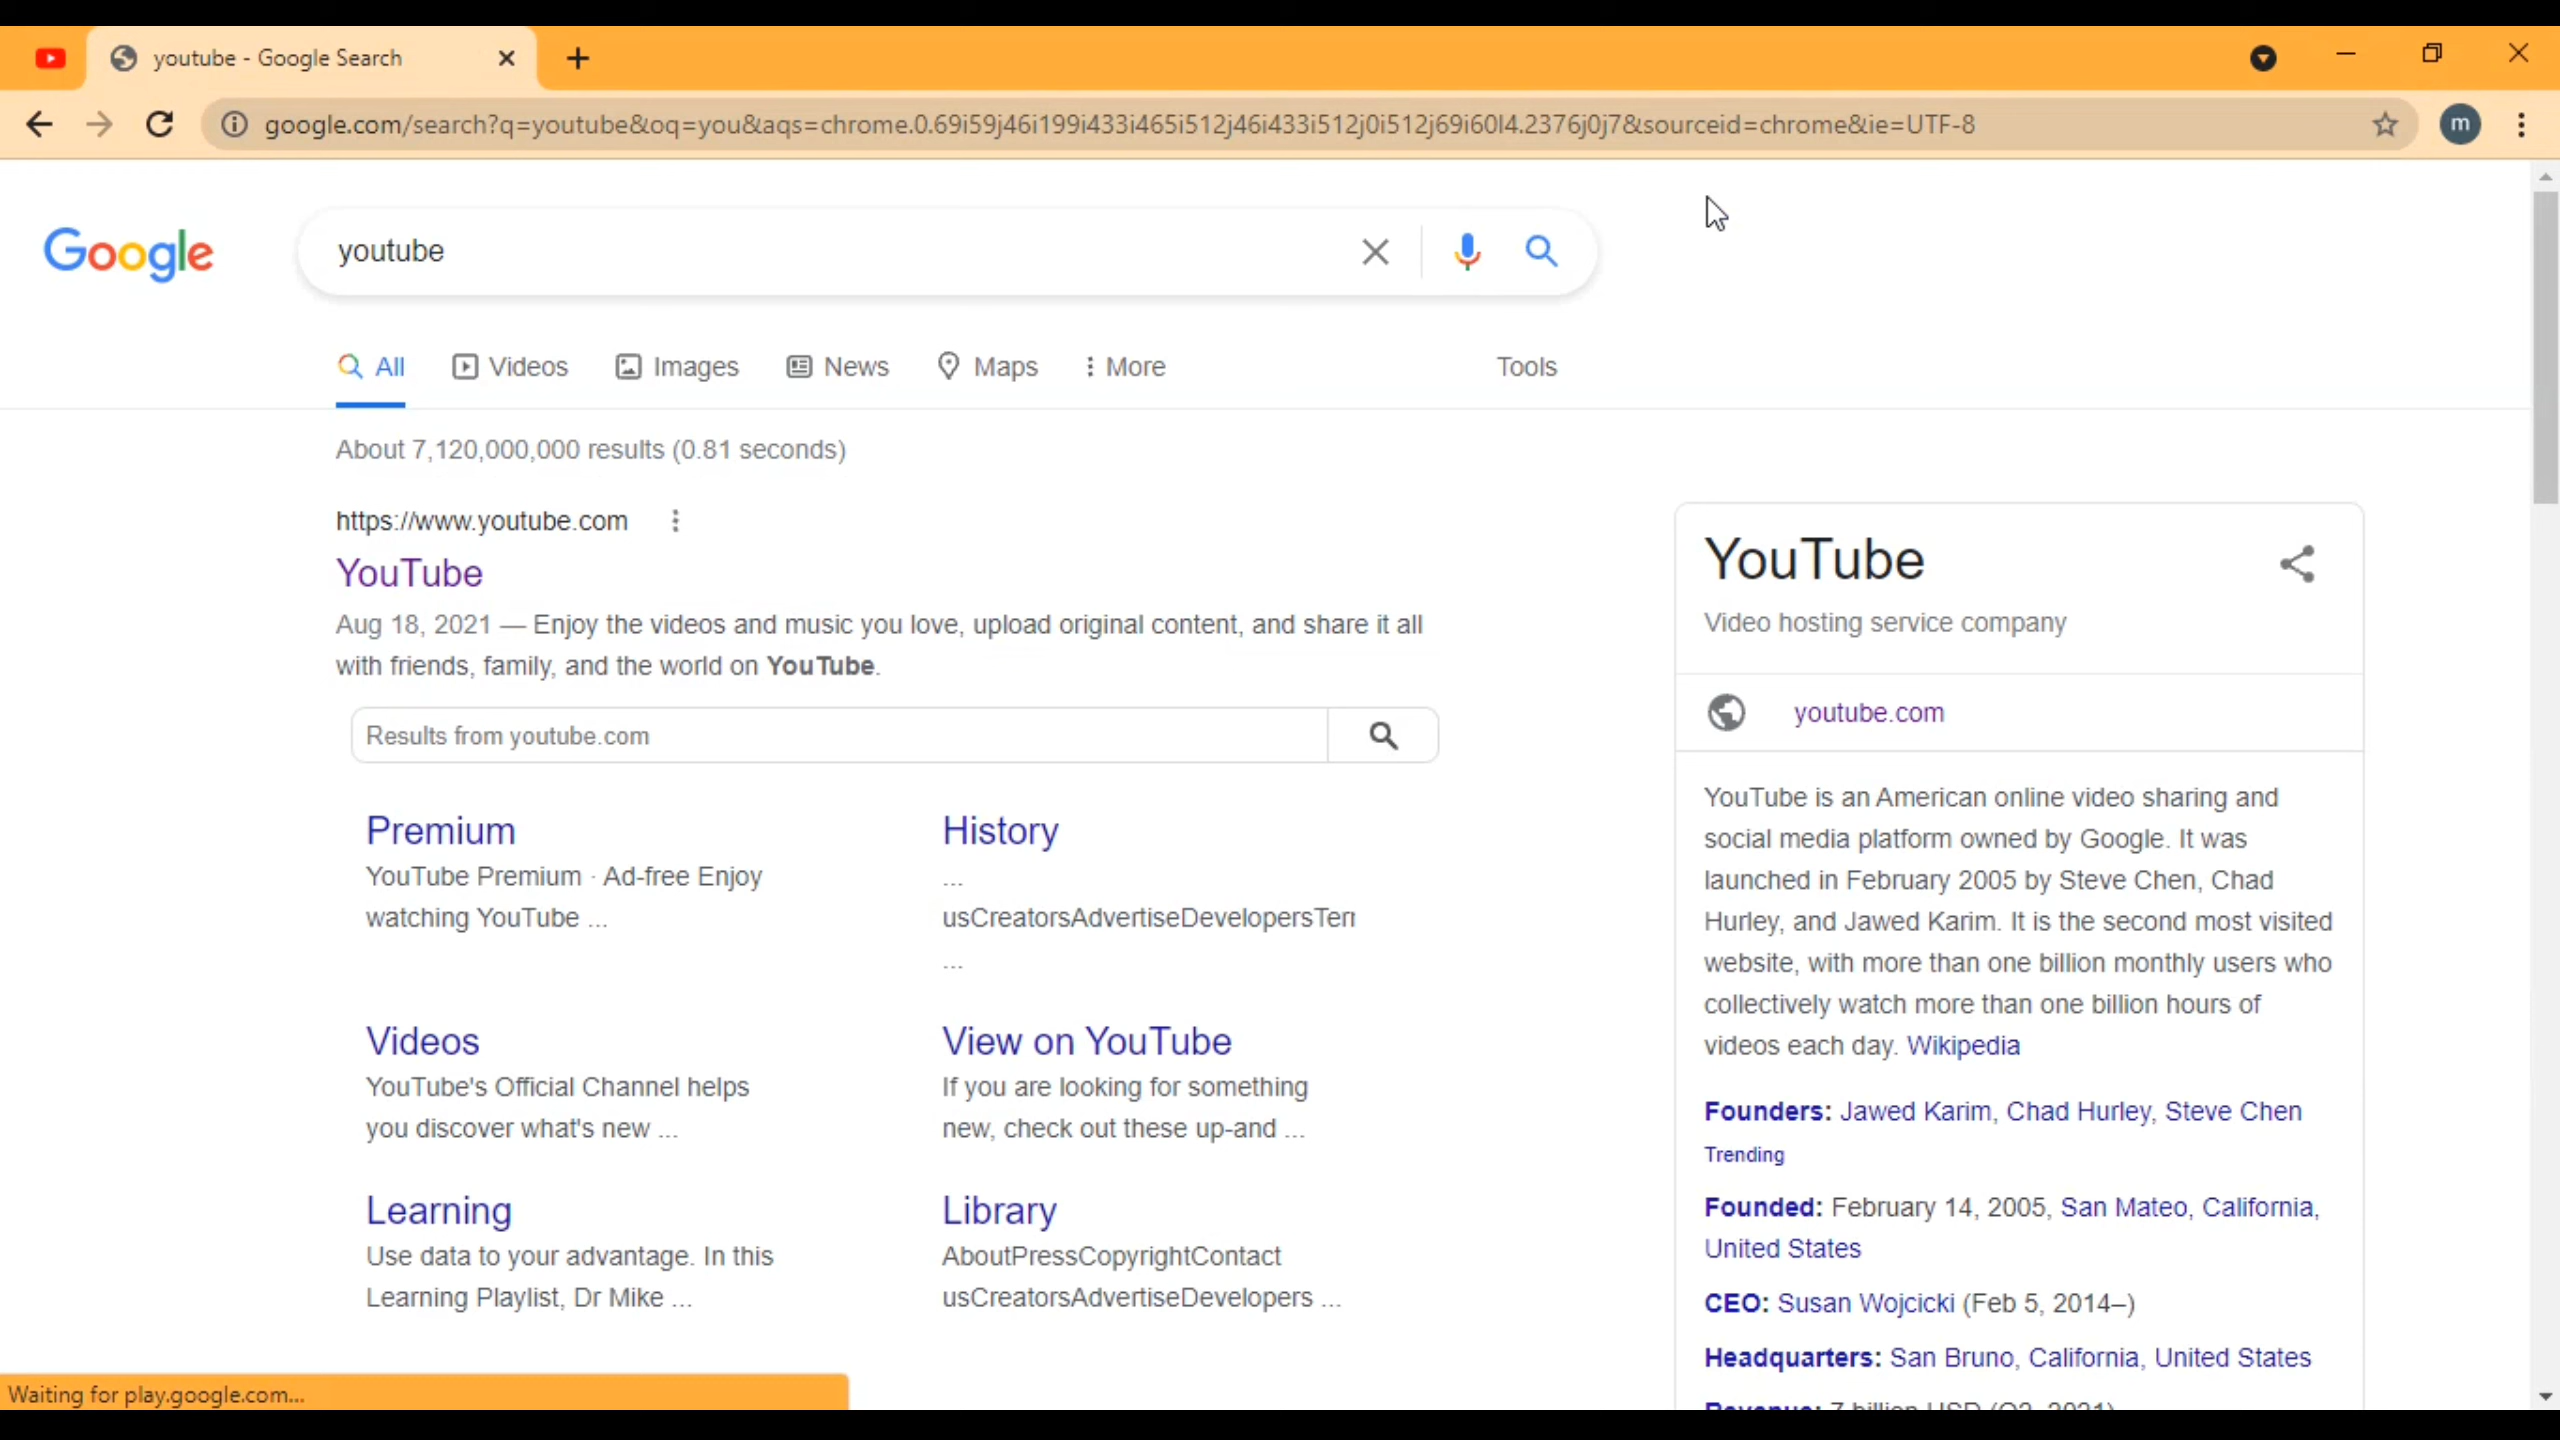 youtube - Google Search
google.com/search?q=youtube&oq=you&aqs=chrome.0.69i59j46i199i433i465i512j46i433i512j0i512j69i60l4.2376j0j7&sourceid=chrome&ie=UTF-8
m
Google
youtube
All Videos Images News Maps More Tools
About 7,120,000,000 results (0.81 seconds)
https://www.youtube.com
YouTube
Aug 18, 2021 — Enjoy the videos and music you love, upload original content, and share it all
with friends, family, and the world on YouTube.
Results from youtube.com
Premium
YouTube Premium · Ad-free Enjoy
watching YouTube ...
History
...
usCreatorsAdvertiseDevelopersTerr
...
Videos
YouTube's Official Channel helps
you discover what's new ...
View on YouTube
If you are looking for something
new, check out these up-and ...
Learning
Use data to your advantage. In this
Learning Playlist, Dr Mike ...
Library
AboutPressCopyrightContact
usCreatorsAdvertiseDevelopers ...
YouTube
Video hosting service company
youtube.com
YouTube is an American online video sharing and
social media platform owned by Google. It was
launched in February 2005 by Steve Chen, Chad
Hurley, and Jawed Karim. It is the second most visited
website, with more than one billion monthly users who
collectively watch more than one billion hours of
videos each day. Wikipedia
Founders: Jawed Karim, Chad Hurley, Steve Chen
Trending
Founded: February 14, 2005, San Mateo, California,
United States
CEO: Susan Wojcicki (Feb 5, 2014–)
Headquarters: San Bruno, California, United States
Revenue: 7 billion USD (Q2, 2021)
Waiting for play.google.com...